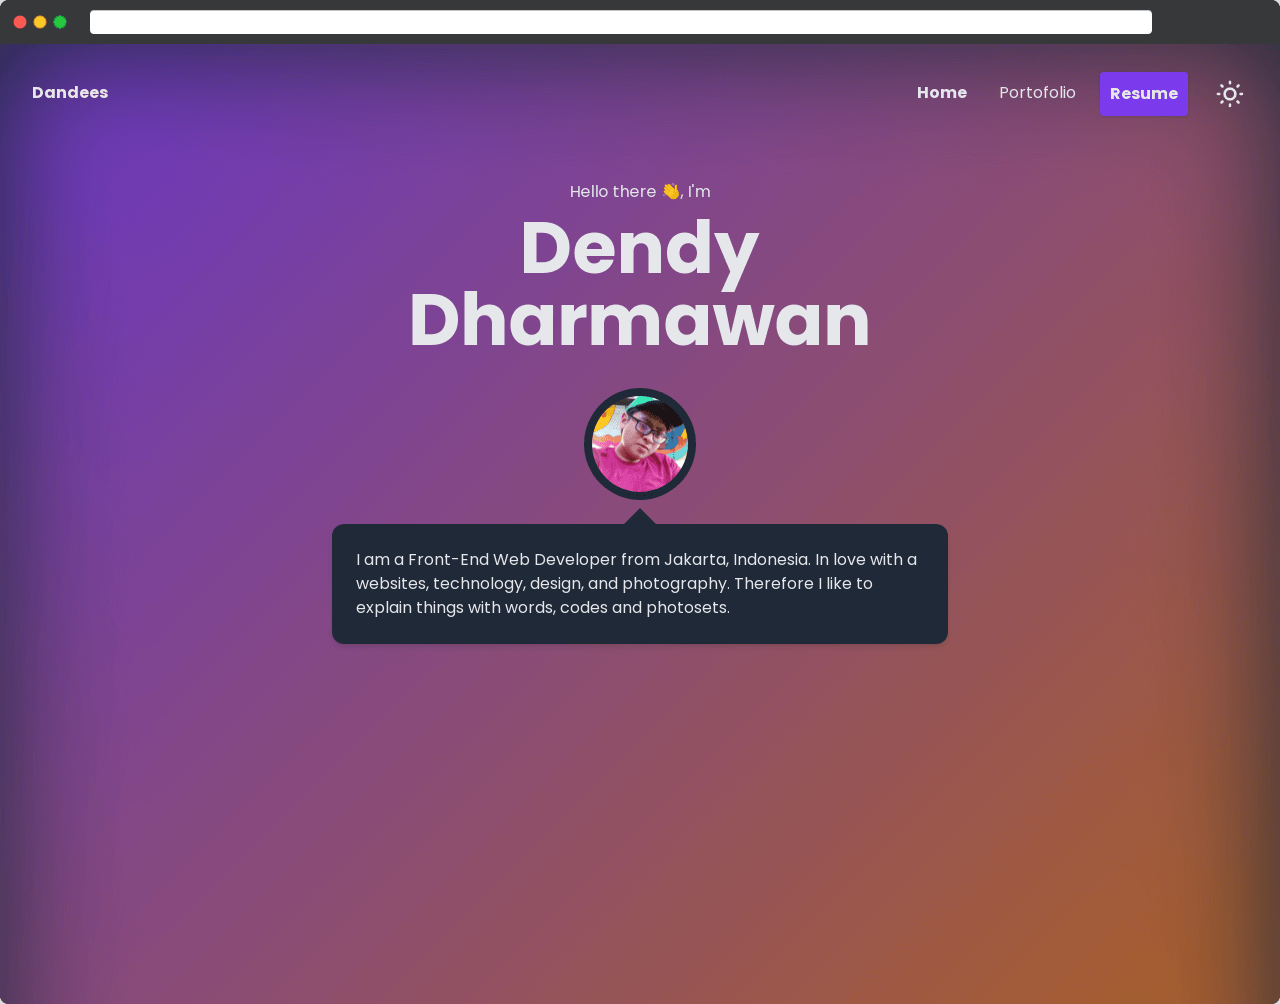 Dandees
Home
Portofolio
Resume
Hello there 👋, I'm
Dendy
Dharmawan
I am a Front-End Web Developer from Jakarta, Indonesia. In love with a
websites, technology, design, and photography. Therefore I like to
explain things with words, codes and photosets.